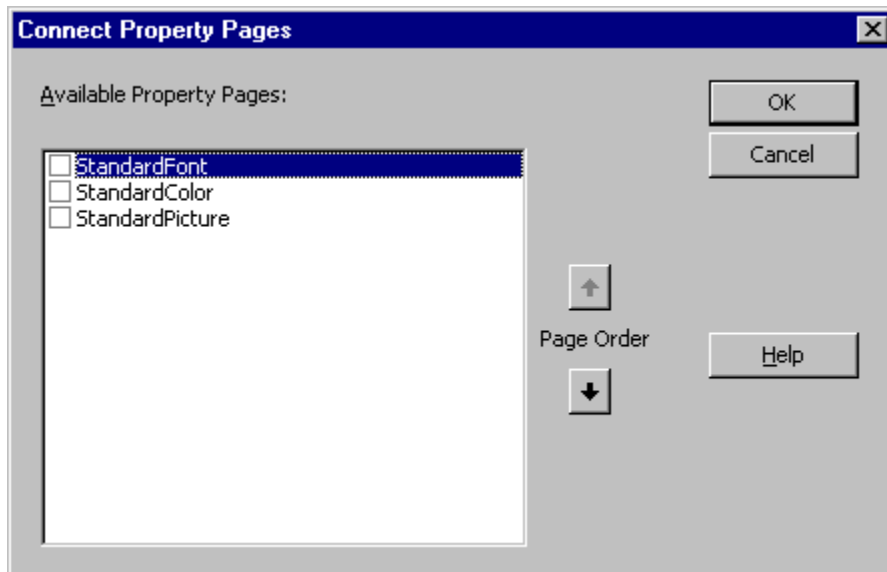 Connect Property Pages
Available Property Pages:
OK
Cancel
StandardFont
StandardColor
StandardPicture
Page Order
Help